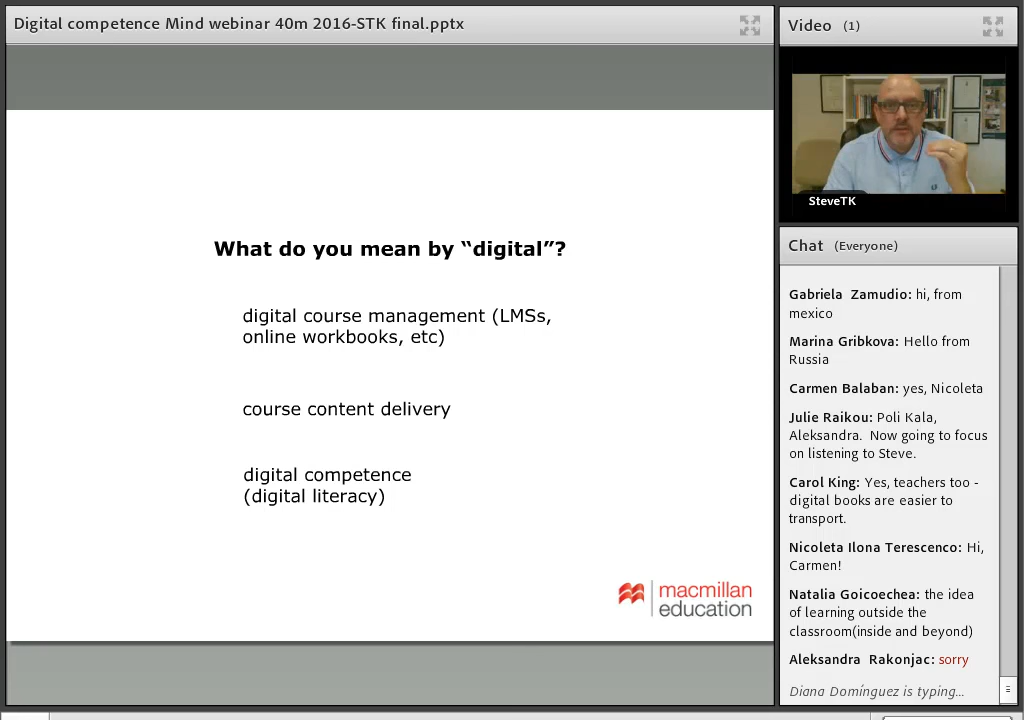 Digital competence Mind webinar 40m 2016-STK final.pptx
What do you mean by “digital”?
digital course management (LMSs,
online workbooks, etc)
course content delivery
digital competence
(digital literacy)
macmillan
education
Video (1)
SteveTK
Chat (Everyone)
Gabriela Zamudio: hi, from
mexico
Marina Gribkova: Hello from
Russia
Carmen Balaban: yes, Nicoleta
Julie Raikou: Poli Kala,
Aleksandra. Now going to focus
on listening to Steve.
Carol King: Yes, teachers too -
digital books are easier to
transport.
Nicoleta Ilona Terescenco: Hi,
Carmen!
Natalia Goicoechea: the idea
of learning outside the
classroom(inside and beyond)
Aleksandra Rakonjac: sorry
Diana Domínguez is typing...